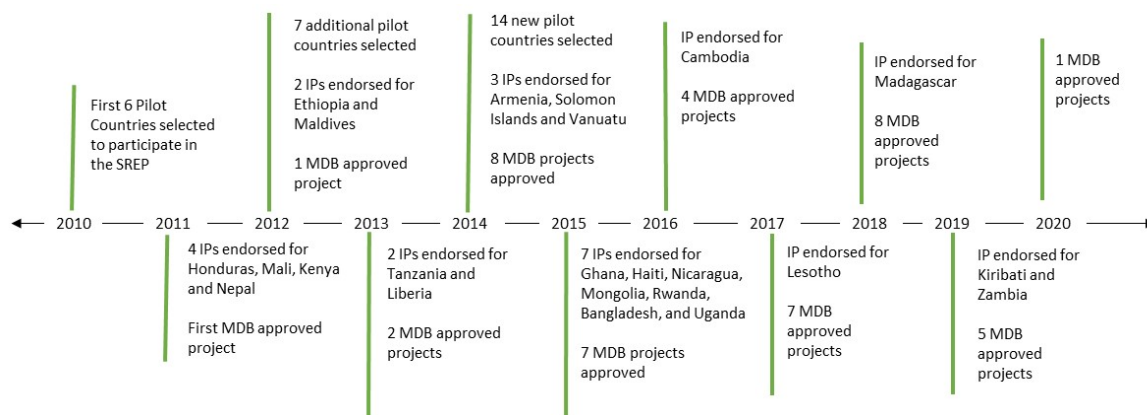 First 6 Pilot
Countries selected
to participate in
the SREP
7 additional pilot
countries selected
2 IPs endorsed for
Ethiopia and
Maldives
1 MDB approved
project
14 new pilot
countries selected
3 IPs endorsed for
Armenia, Solomon
Islands and Vanuatu
8 MDB projects
approved
IP endorsed for
Cambodia
4 MDB approved
projects
IP endorsed for
Madagascar
8 MDB
approved
projects
1 MDB
approved
projects
2010 2011 2012 2013 2014 2015 2016 2017 2018 2019 2020
4 IPs endorsed for
Honduras, Mali, Kenya
and Nepal
First MDB approved
project
2 IPs endorsed for
Tanzania and
Liberia
2 MDB approved
projects
7 IPs endorsed for
Ghana, Haiti, Nicaragua,
Mongolia, Rwanda,
Bangladesh, and Uganda
7 MDB projects
approved
IP endorsed for
Lesotho
7 MDB
approved
projects
IP endorsed for
Kiribati and
Zambia
5 MDB
approved
projects